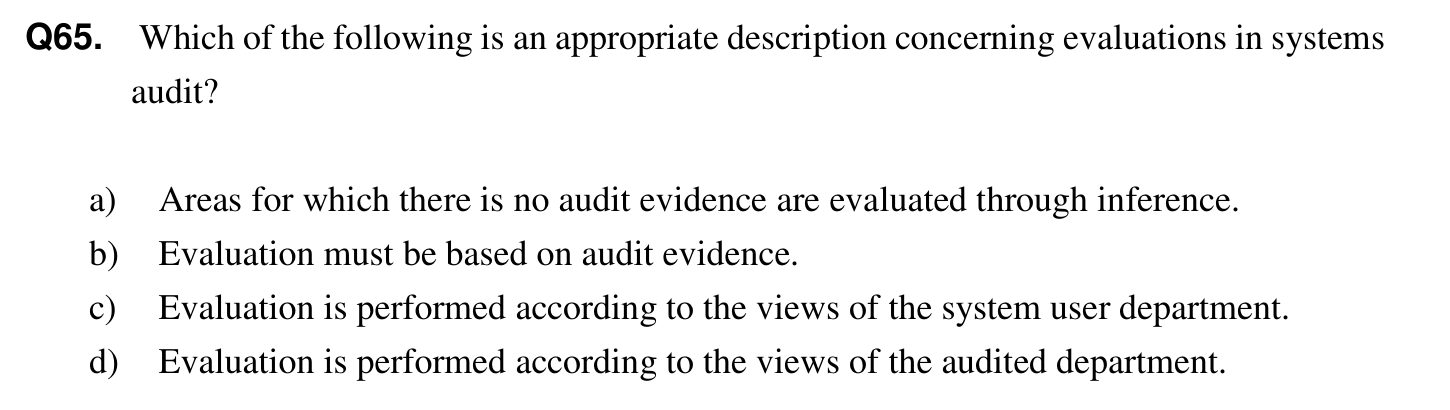 Q65. Which of the following is an appropriate description concerning evaluations in systems
audit?
a) Areas for which there is no audit evidence are evaluated through inference.
b) Evaluation must be based on audit evidence.
c) Evaluation is performed according to the views of the system user department.
d) Evaluation is performed according to the views of the audited department.